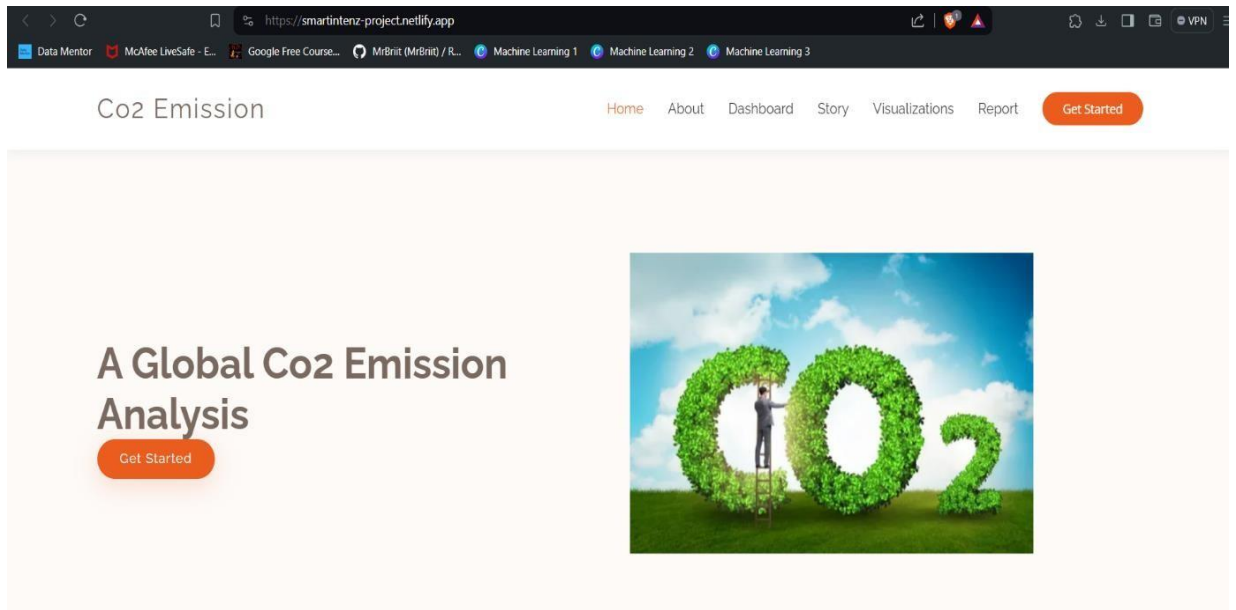 https://smartintenz-project.netlify.app
VPN
Data Mentor McAfee LiveSafe - E... Google Free Course... MrBriit (MrBriit) / R... Machine Learning 1 Machine Learning 2 Machine Learning 3
Co2 Emission Home About Dashboard Story Visualizations Report Get Started
A Global Co2 Emission
Analysis
Get Started
CO2